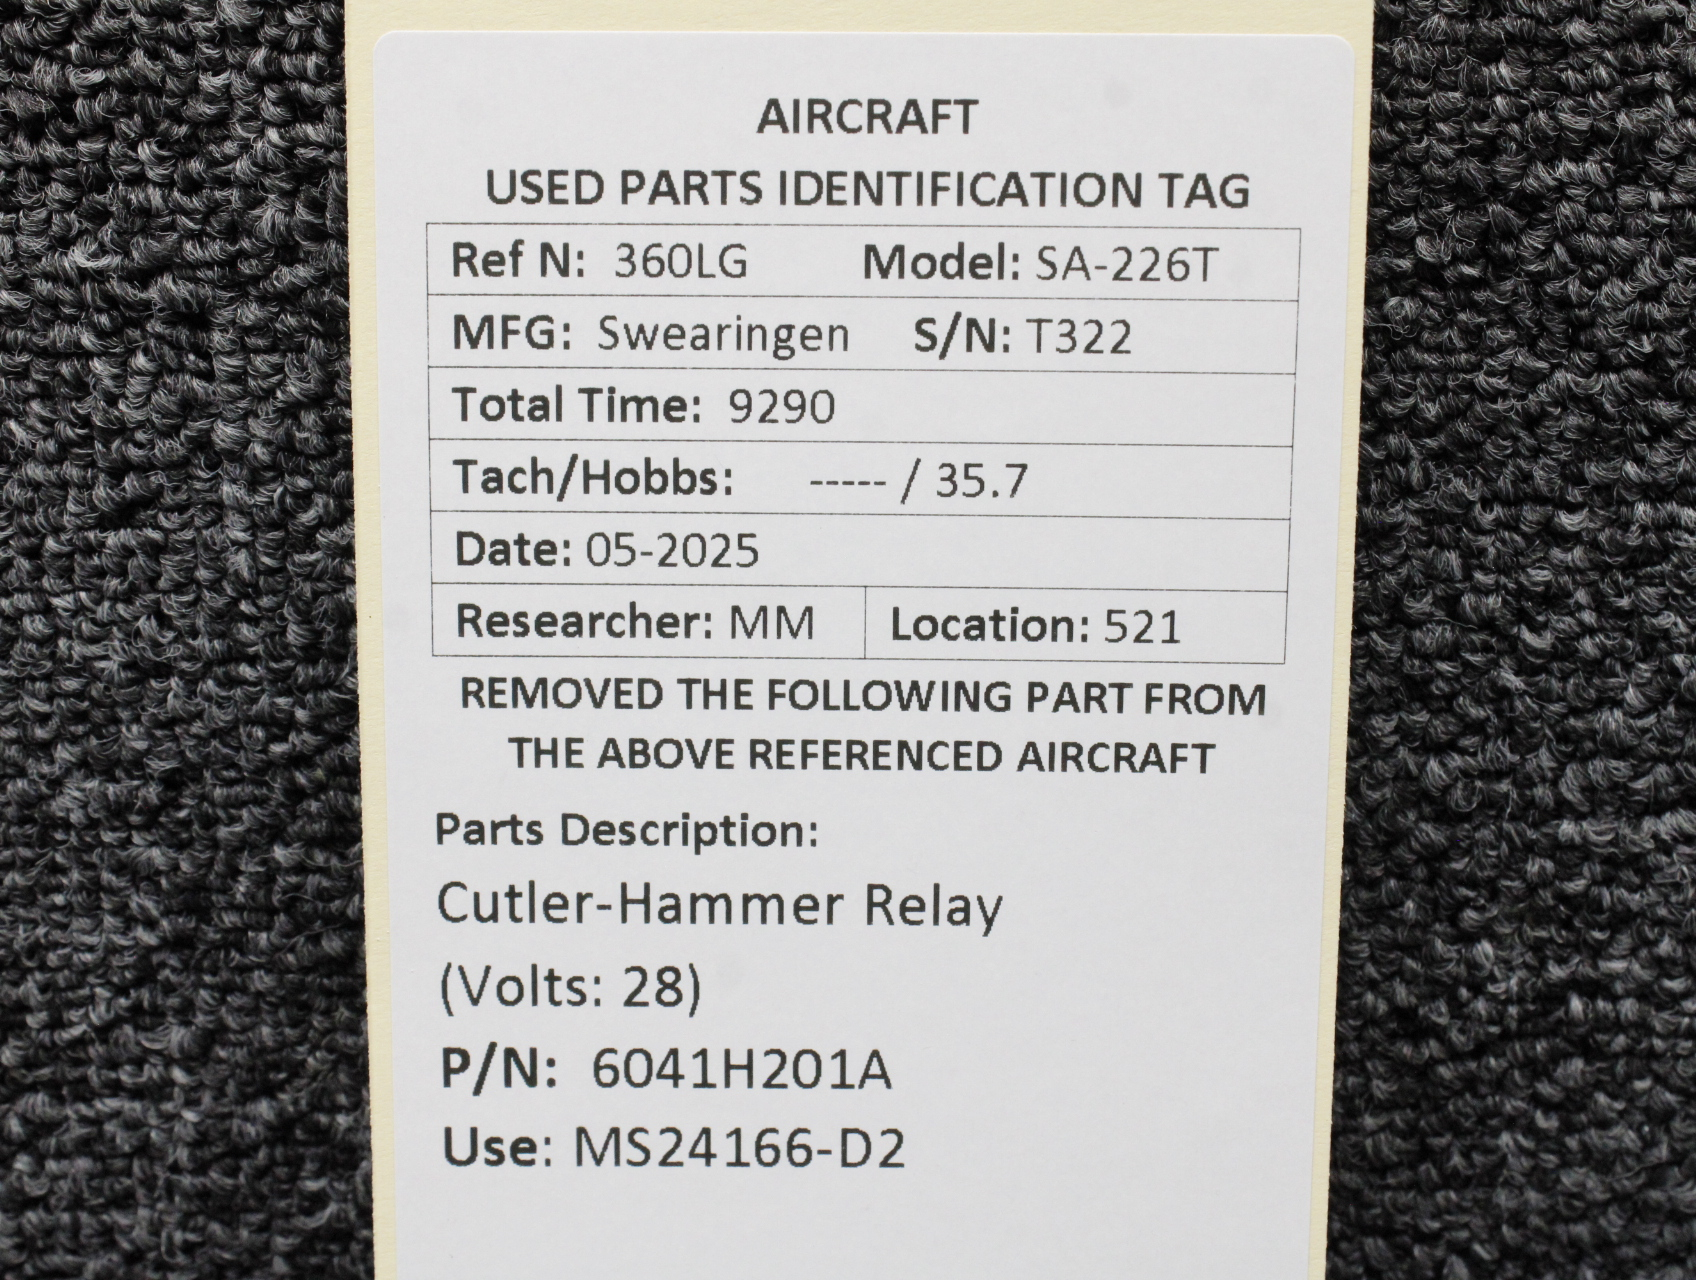 AIRCRAFT
USED PARTS IDENTIFICATION TAG
Ref N: 360LG Model: SA-226T
MFG: Swearingen S/N: T322
Total Time: 9290
Tach/Hobbs: ----- / 35.7
Date: 05-2025
Researcher: MM Location: 521
REMOVED THE FOLLOWING PART FROM
THE ABOVE REFERENCED AIRCRAFT
Parts Description:
Cutler-Hammer Relay
(Volts: 28)
P/N: 6041H201A
Use: MS24166-D2